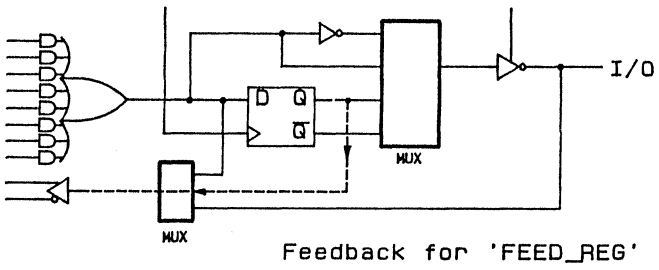 I/O
D Q
Q
MUX
MUX
Feedback for 'FEED_REG'